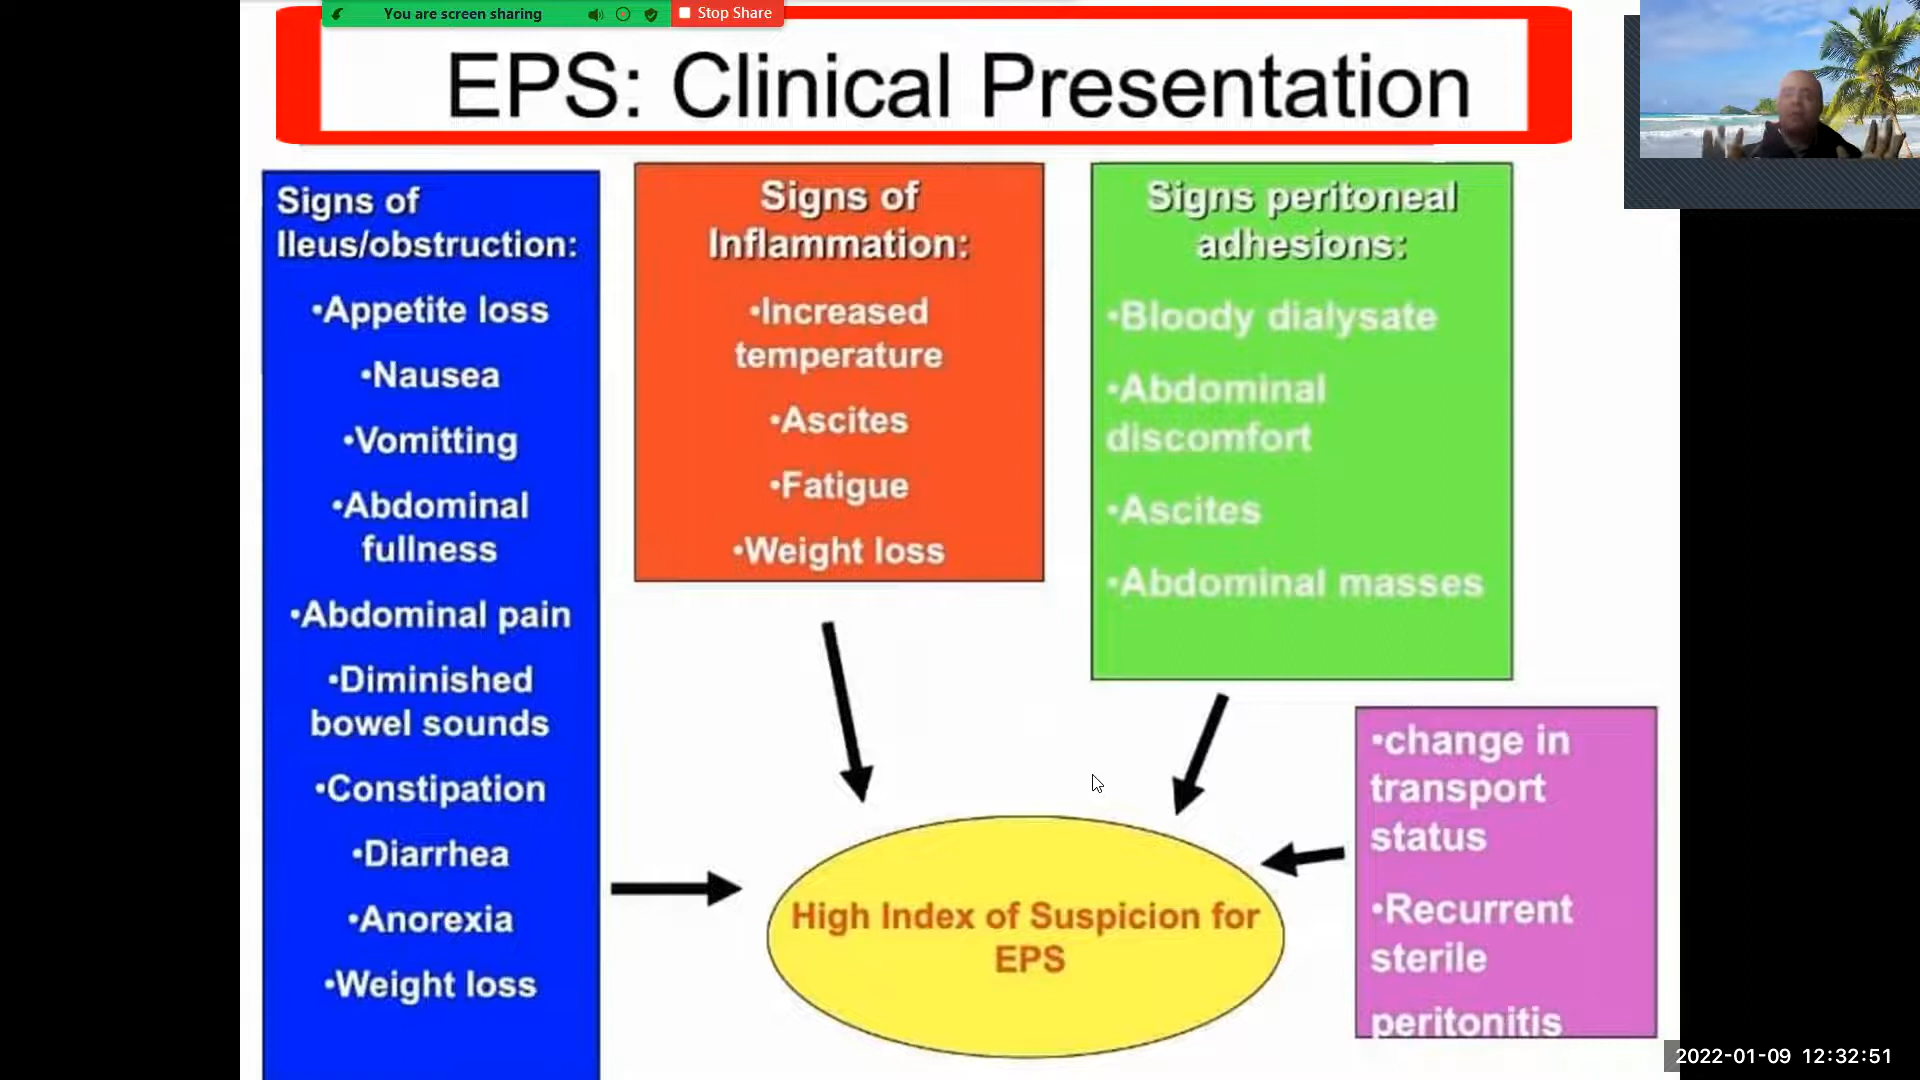 You are screen sharing
Stop Share
EPS: Clinical Presentation
Signs of
Ileus/obstruction:
•Appetite loss
•Nausea
•Vomitting
•Abdominal
fullness
•Abdominal pain
•Diminished
bowel sounds
•Constipation
•Diarrhea
•Anorexia
•Weight loss
Signs of
Inflammation:
•Increased
temperature
•Ascites
•Fatigue
•Weight loss
Signs peritoneal
adhesions:
•Bloody dialysate
•Abdominal
discomfort
•Ascites
•Abdominal masses
•change in
transport
status
•Recurrent
sterile
peritonitis
High Index of Suspicion for
EPS
2022-01-09 12:32:51